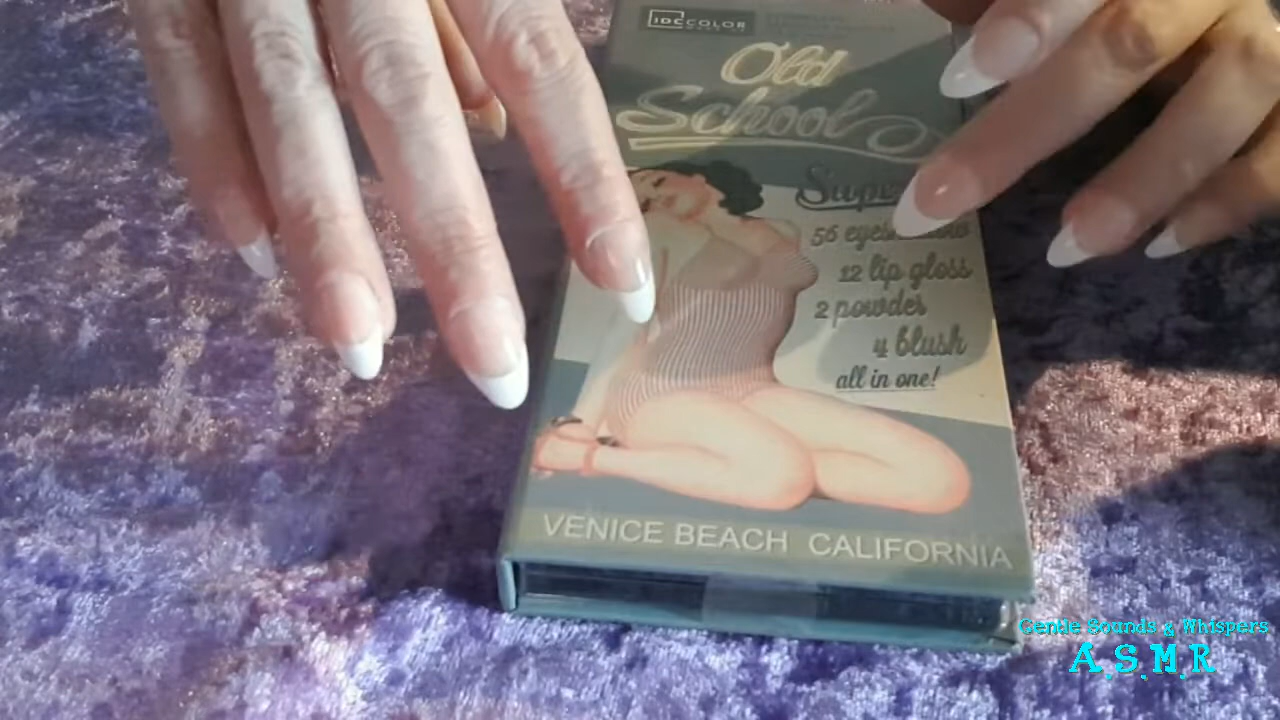 IDC COLOR
Old
School
56
12 lip gloss
2 powder
4 blush
all in one!
VENICE BEACH CALIFORNIA
Gentle Sounds & Whispers
A.S.M.R